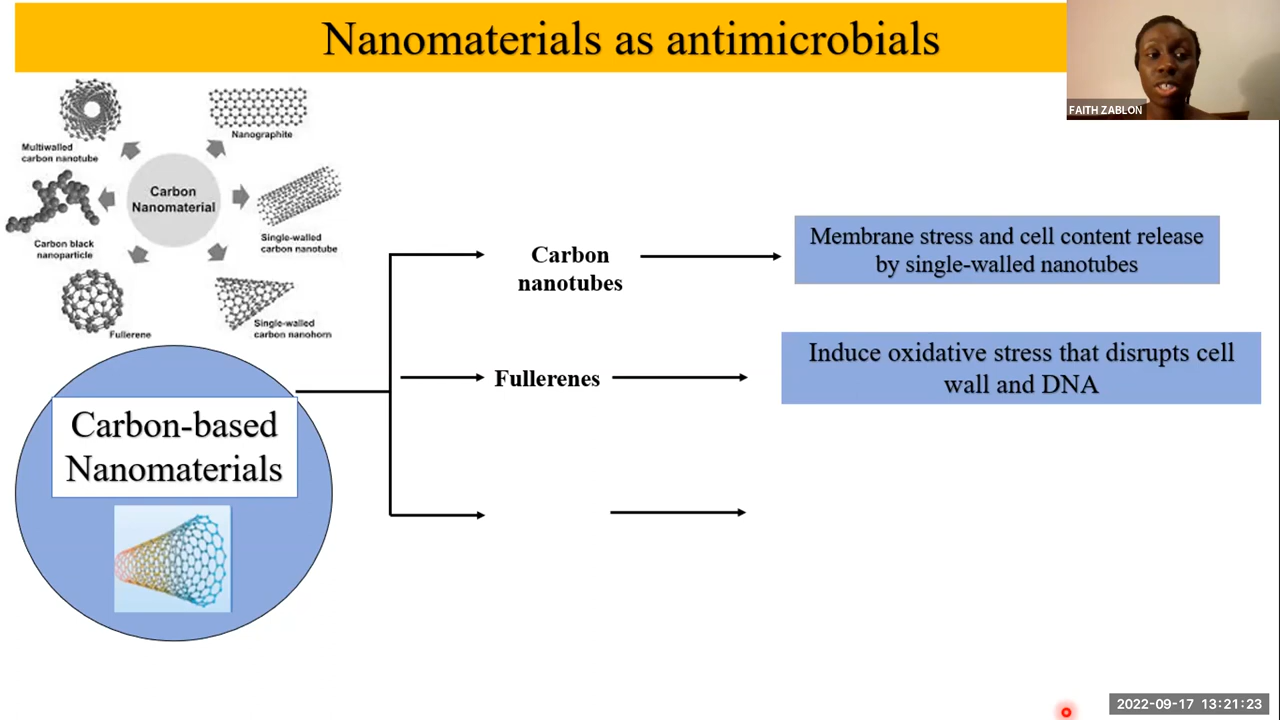 Nanomaterials as antimicrobials
FAITH ZABLON
Multiwalled
carbon nanotube
Nanographite
Carbon
Nanomaterial
Carbon black
nanoparticle
Single-walled
carbon nanotube
Fullerene
Single-walled
carbon nanohorn
Carbon
nanotubes
Membrane stress and cell content release
by single-walled nanotubes
Fullerenes
Induce oxidative stress that disrupts cell
wall and DNA
Carbon-based
Nanomaterials
2022-09-17 13:21:23